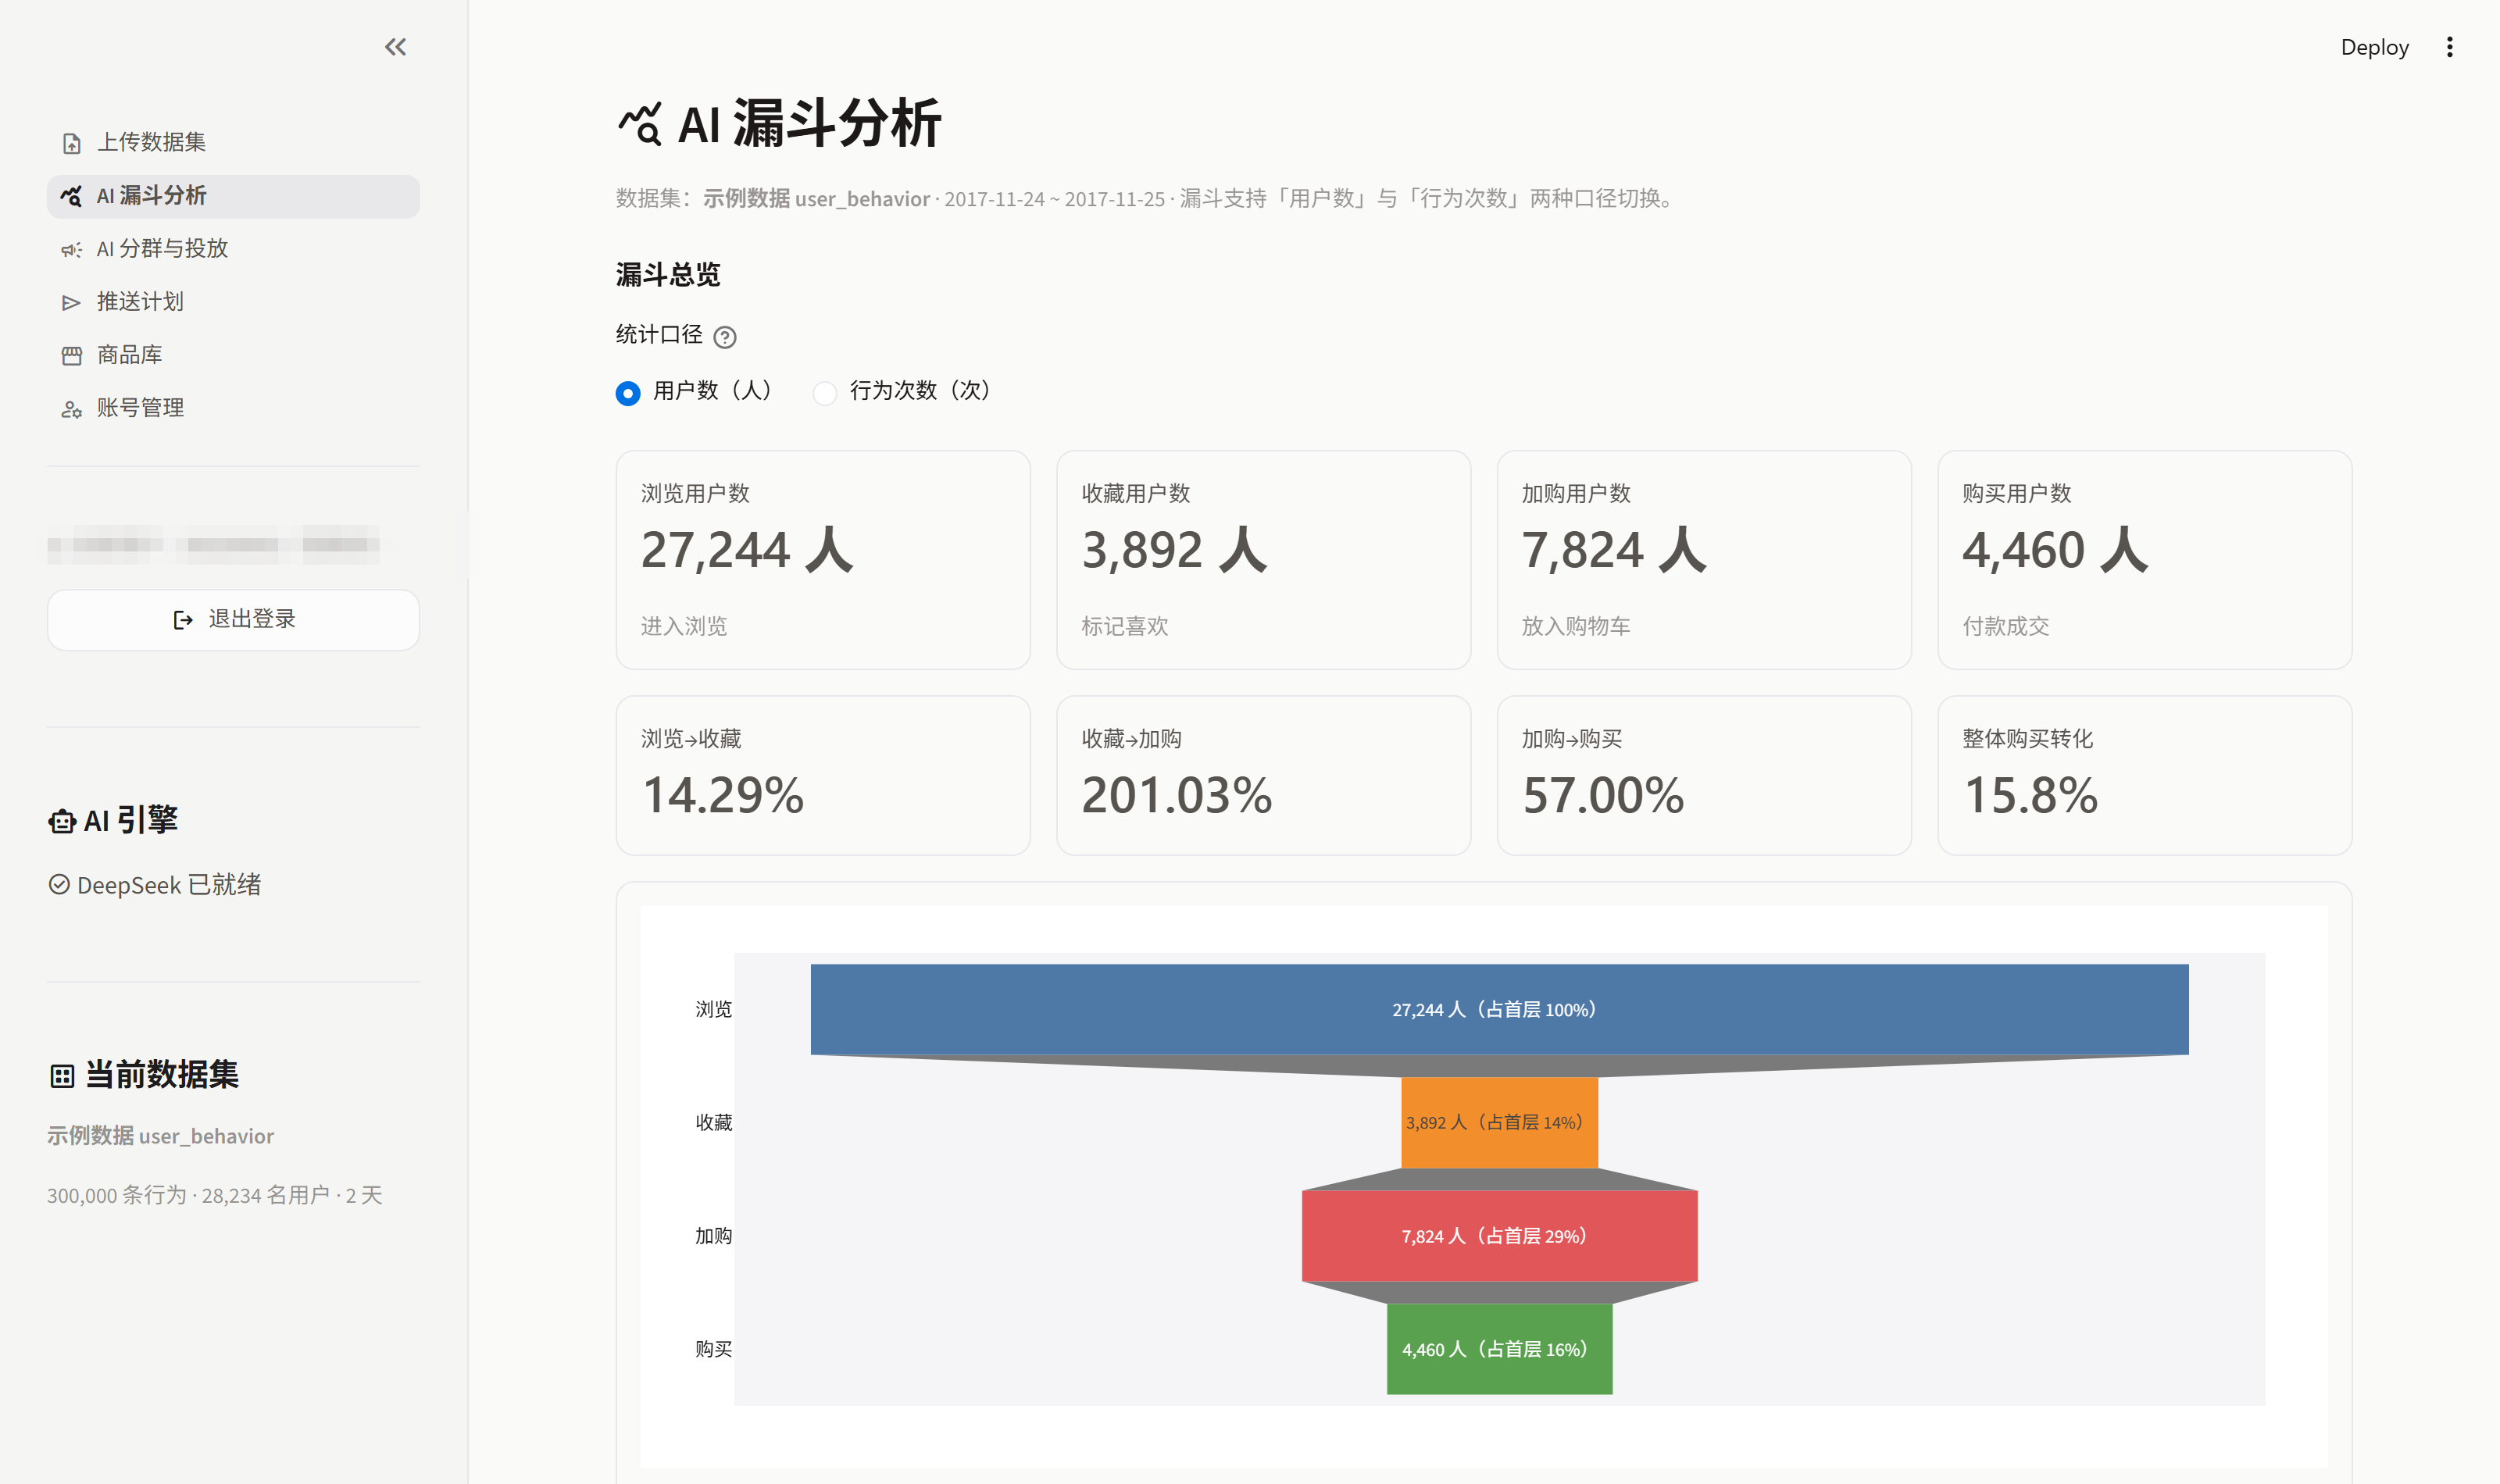 Deploy
上传数据集
AI 漏斗分析
AI 分群与投放
推送计划
商品库
账号管理
退出登录
AI 引擎
DeepSeek 已就绪
当前数据集
示例数据 user_behavior
300,000 条行为 · 28,234 名用户 · 2 天
AI 漏斗分析
数据集：示例数据 user_behavior · 2017-11-24 ~ 2017-11-25 · 漏斗支持「用户数」与「行为次数」两种口径切换。
漏斗总览
统计口径
用户数（人） 行为次数（次）
浏览用户数
27,244 人
进入浏览
收藏用户数
3,892 人
标记喜欢
加购用户数
7,824 人
放入购物车
购买用户数
4,460 人
付款成交
浏览→收藏
14.29%
收藏→加购
201.03%
加购→购买
57.00%
整体购买转化
15.8%
浏览 27,244 人（占首层 100%）
收藏 3,892 人（占首层 14%）
加购 7,824 人（占首层 29%）
购买 4,460 人（占首层 16%）